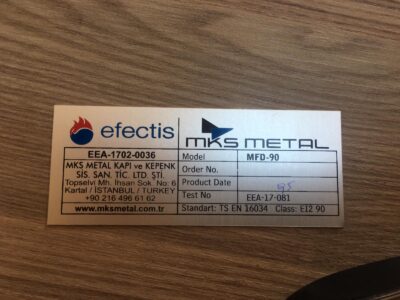 efectis
EEA-1702-0036
MKS METAL KAPI ve KEPENK
SİS. SAN. TİC. LTD. ŞTİ.
Topselvi Mh. İhsan Sok. No: 6
Kartal / İSTANBUL / TURKEY
+90 216 496 61 62
www.mksmetal.com.tr
MKS METAL
Model MFD-90
Order No.
Product Date
Test No EEA-17-081
Standart: TS EN 16034 Class: EI2 90